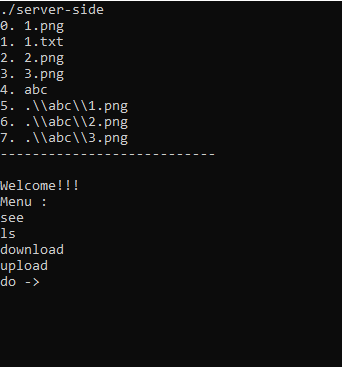 ./server-side
0. 1.png
1. 1.txt
2. 2.png
3. 3.png
4. abc
5. .\\abc\\1.png
6. .\\abc\\2.png
7. .\\abc\\3.png
---------------------------
Welcome!!!
Menu :
see
ls
download
upload
do ->